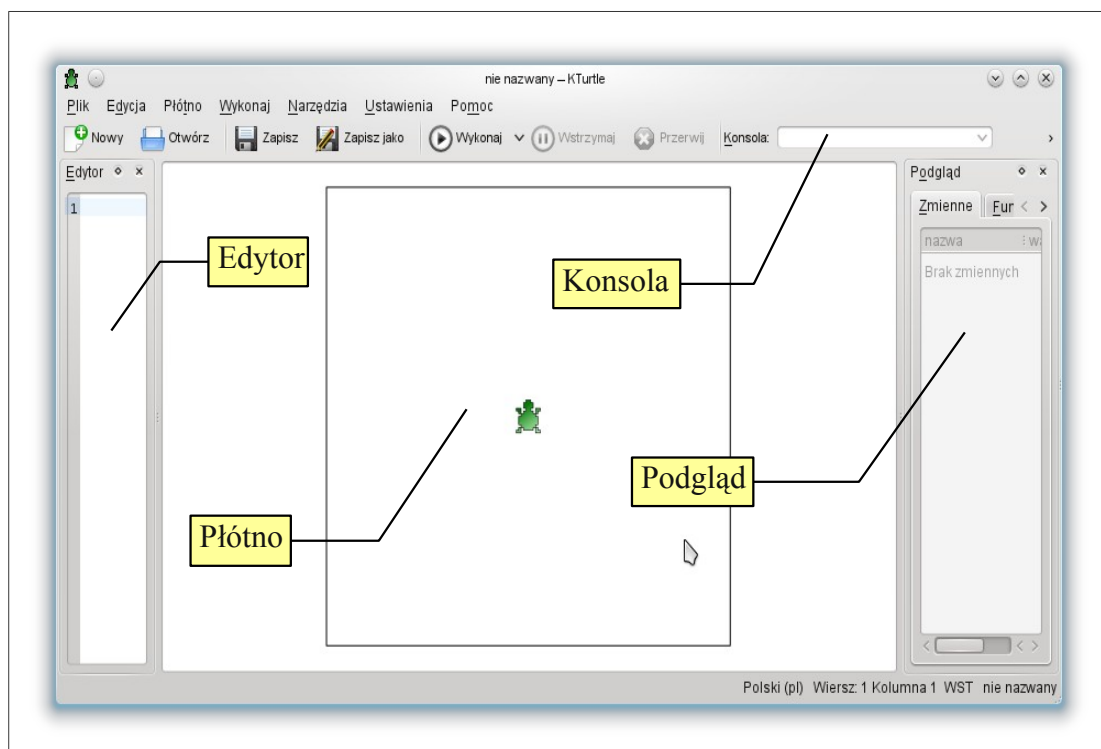 nie nazwany – KTurtle
Plik Edycja Płótno Wykonaj Narzędzia Ustawienia Pomoc
Nowy Otwórz Zapisz Zapisz jako Wykonaj Wstrzymaj Przerwij Konsola:
Edytor
Podgląd
1
Zmienne Fur
nazwa wa
Brak zmiennych
Edytor
Konsola
Podgląd
Płótno
Polski (pl) Wiersz: 1 Kolumna 1 WST nie nazwany